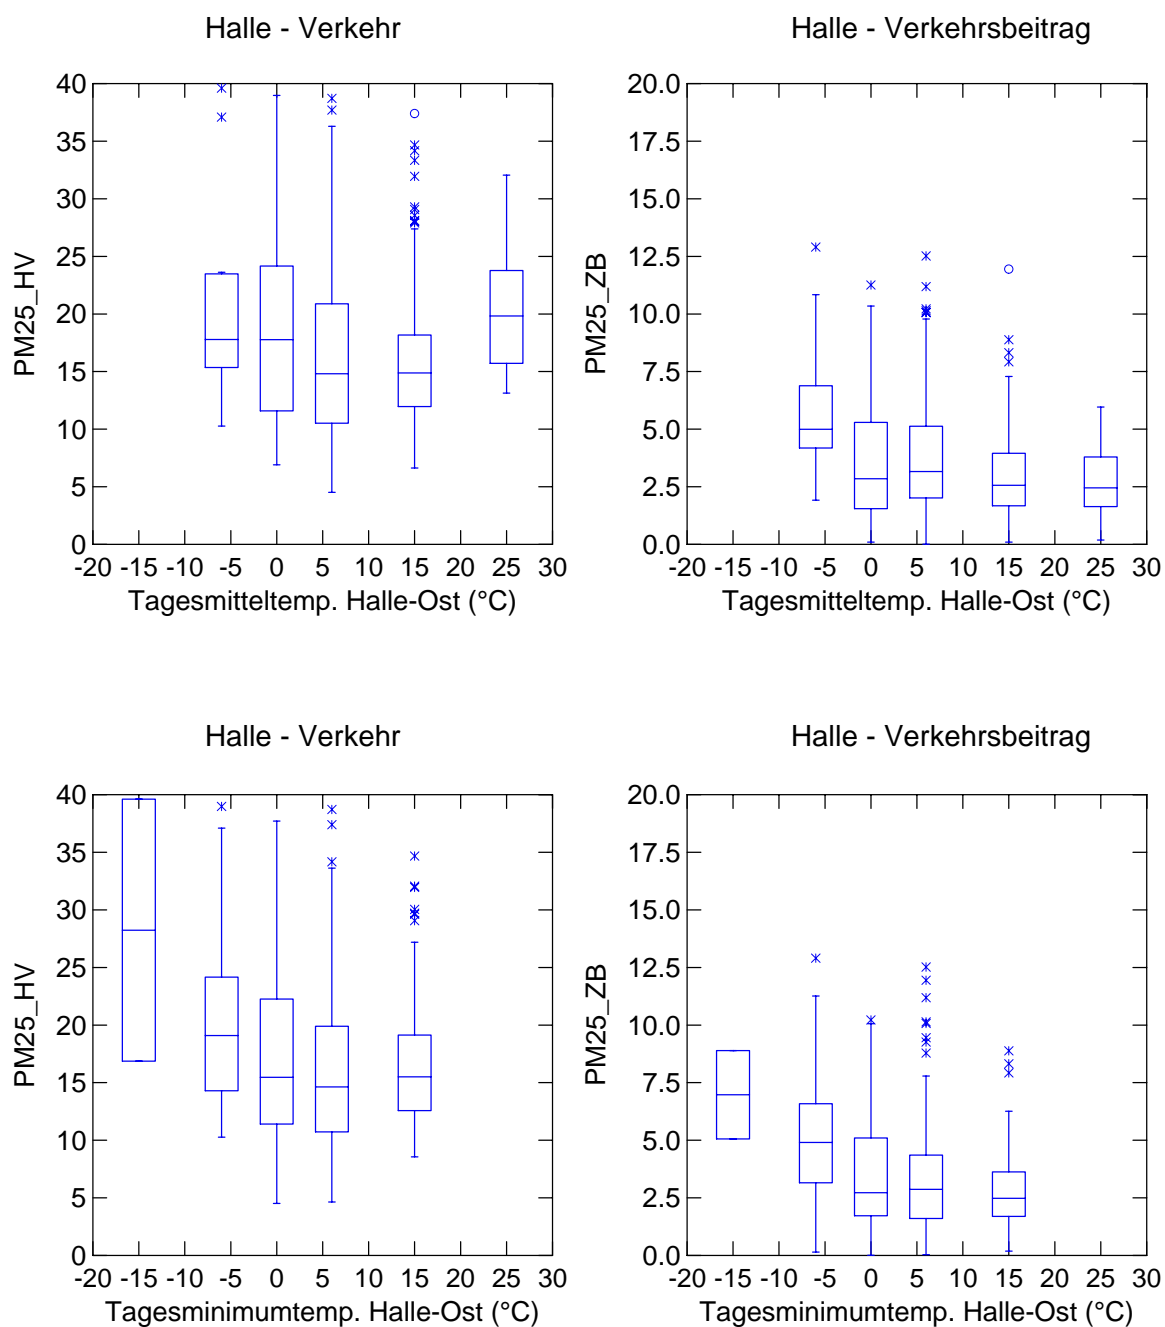 Halle - Verkehr
Halle - Verkehrsbeitrag
40
35
30
25
20
15
10
5
0
PM25_HV
-20 -15 -10 -5 0 5 10 15 20 25 30
Tagesmitteltemp. Halle-Ost (°C)
20.0
17.5
15.0
12.5
10.0
7.5
5.0
2.5
0.0
PM25_ZB
-20 -15 -10 -5 0 5 10 15 20 25 30
Tagesmitteltemp. Halle-Ost (°C)
Halle - Verkehr
Halle - Verkehrsbeitrag
40
35
30
25
20
15
10
5
0
PM25_HV
-20 -15 -10 -5 0 5 10 15 20 25 30
Tagesminimumtemp. Halle-Ost (°C)
20.0
17.5
15.0
12.5
10.0
7.5
5.0
2.5
0.0
PM25_ZB
-20 -15 -10 -5 0 5 10 15 20 25 30
Tagesminimumtemp. Halle-Ost (°C)